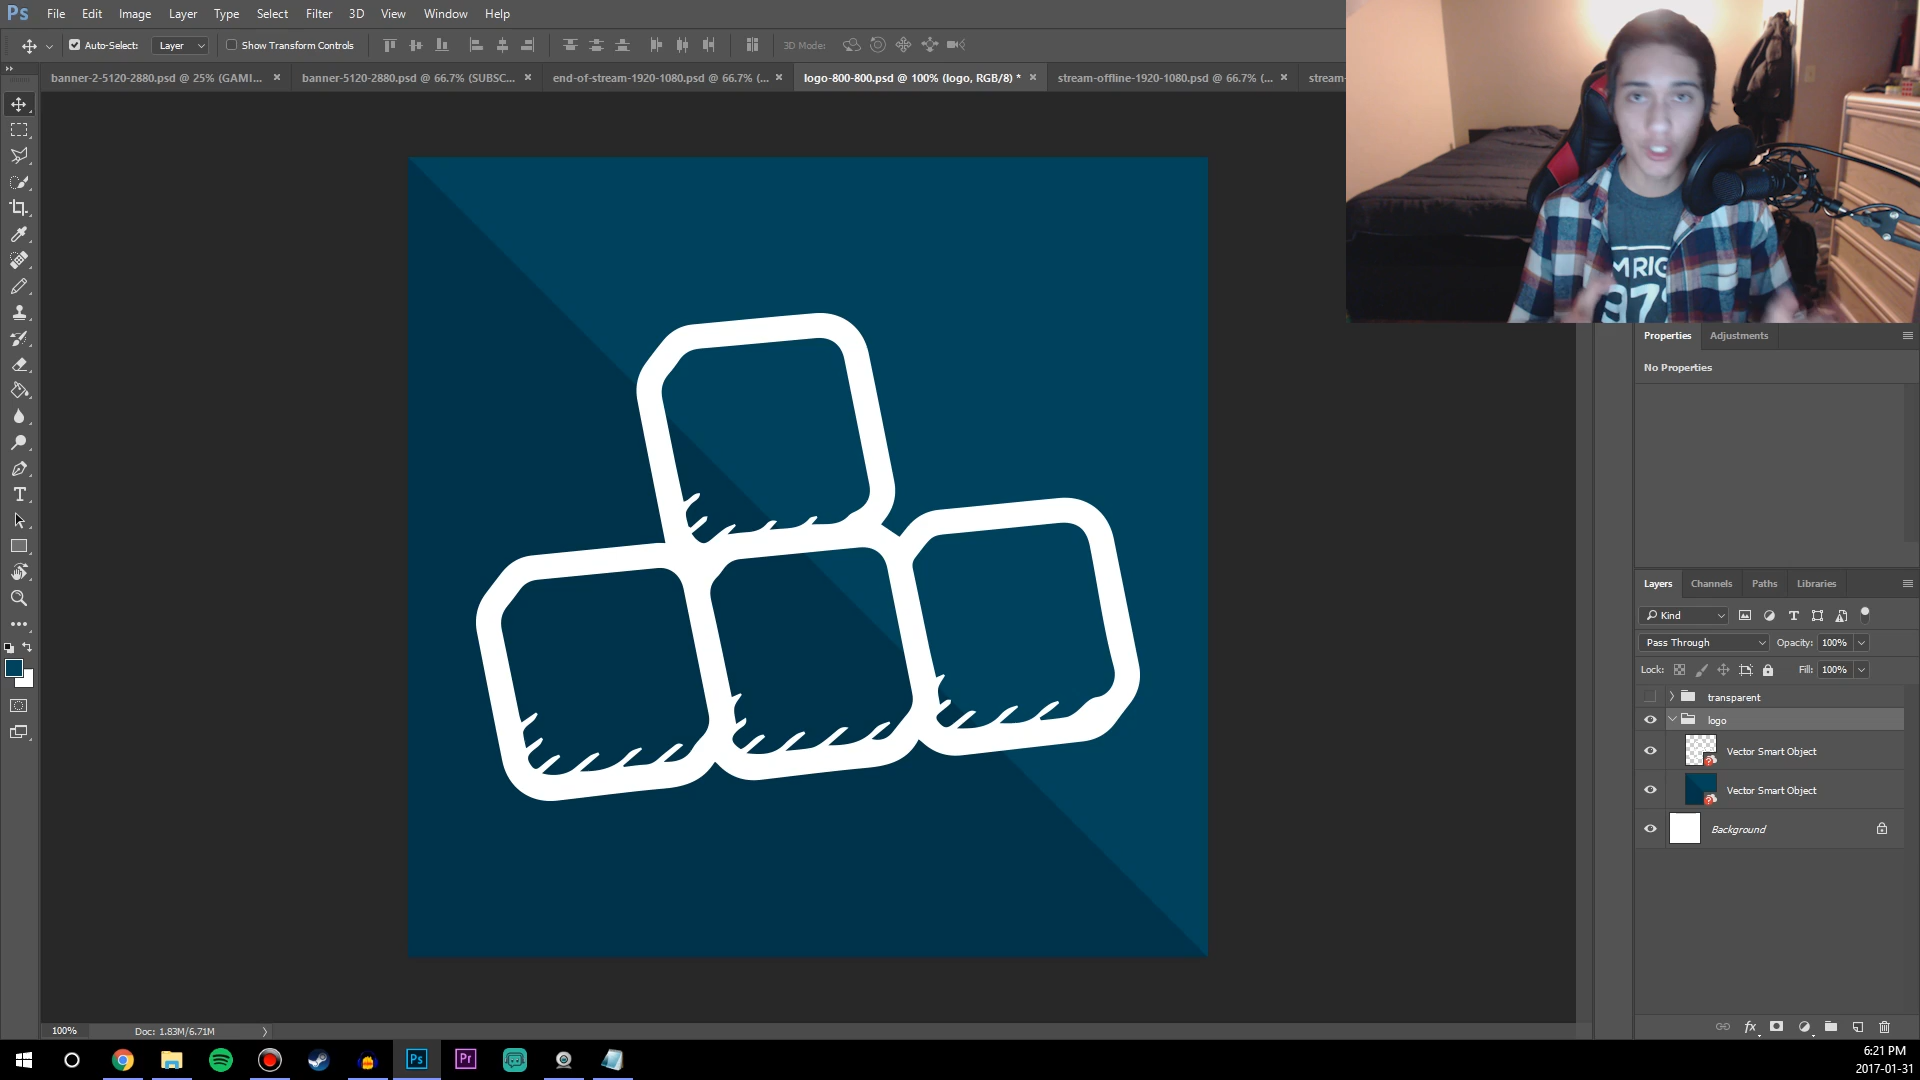 Ps File Edit Image Layer Type Select Filter 3D View Window Help
Auto-Select: Layer Show Transform Controls 3D Mode:
banner-2-5120-2880.psd @ 25% (GAMI... × banner-5120-2880.psd @ 66.7% (SUBSC... × end-of-stream-1920-1080.psd @ 66.7% (... × logo-800-800.psd @ 100% (logo, RGB/8) * × stream-offline-1920-1080.psd @ 66.7% (... × stream-
Properties Adjustments
No Properties
Layers Channels Paths Libraries
Kind
Pass Through Opacity: 100%
Lock: Fill: 100%
transparent
logo
Vector Smart Object
Vector Smart Object
Background
fx
100% Doc: 1.83M/6.71M
Ps Pr
6:21 PM
2017-01-31